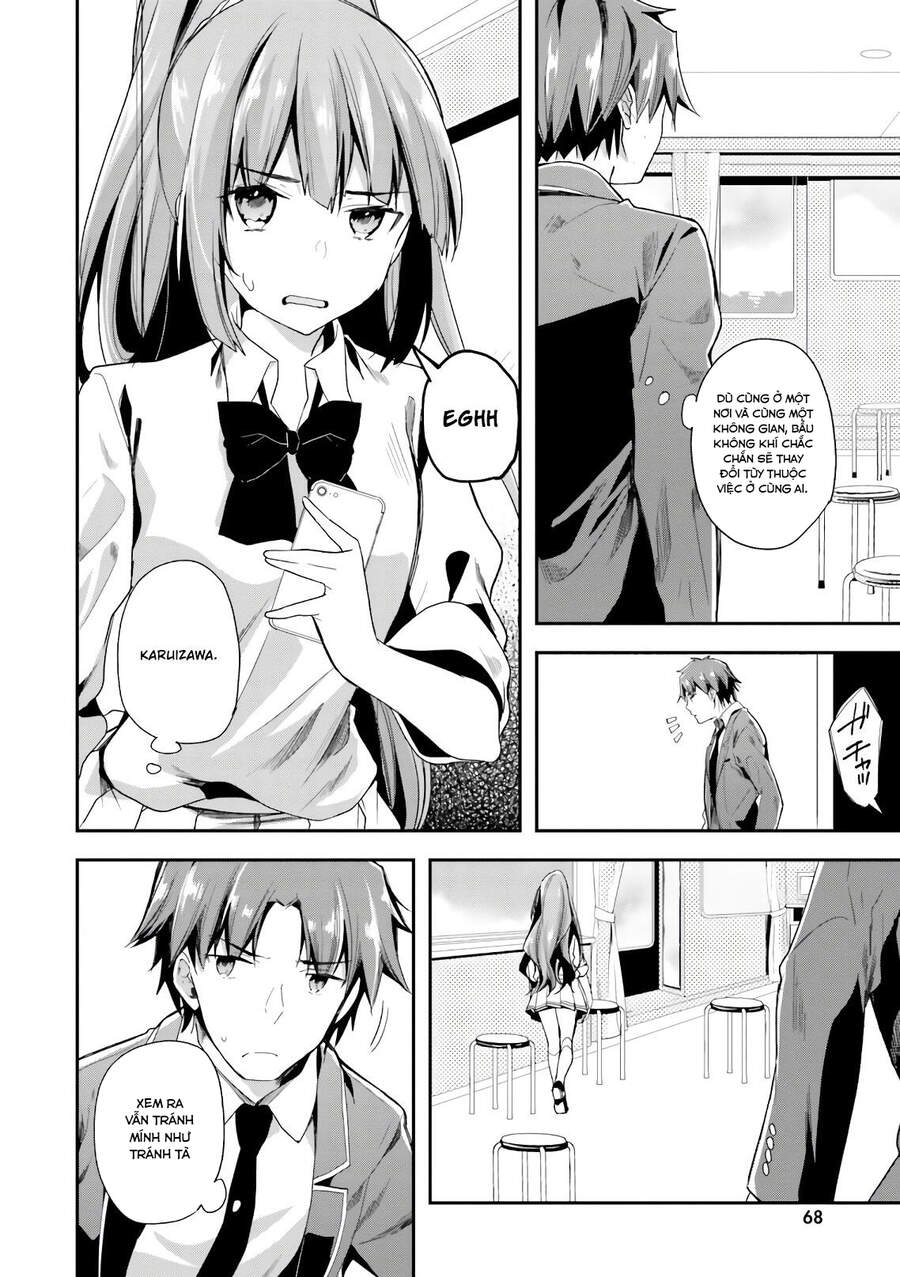 DÙ CÙNG Ở MỘT
NƠI VÀ CÙNG MỘT
KHÔNG GIAN, BẦU
KHÔNG KHÍ CHẮC
CHẮN SẼ THAY
ĐỔI TÙY THUỘC
VIỆC Ở CÙNG AI.
EGHH
KARUIZAWA.
ガチャッ
XEM RA
VẪN TRÁNH
MÍNH NHƯ
TRÁNH TÀ
68